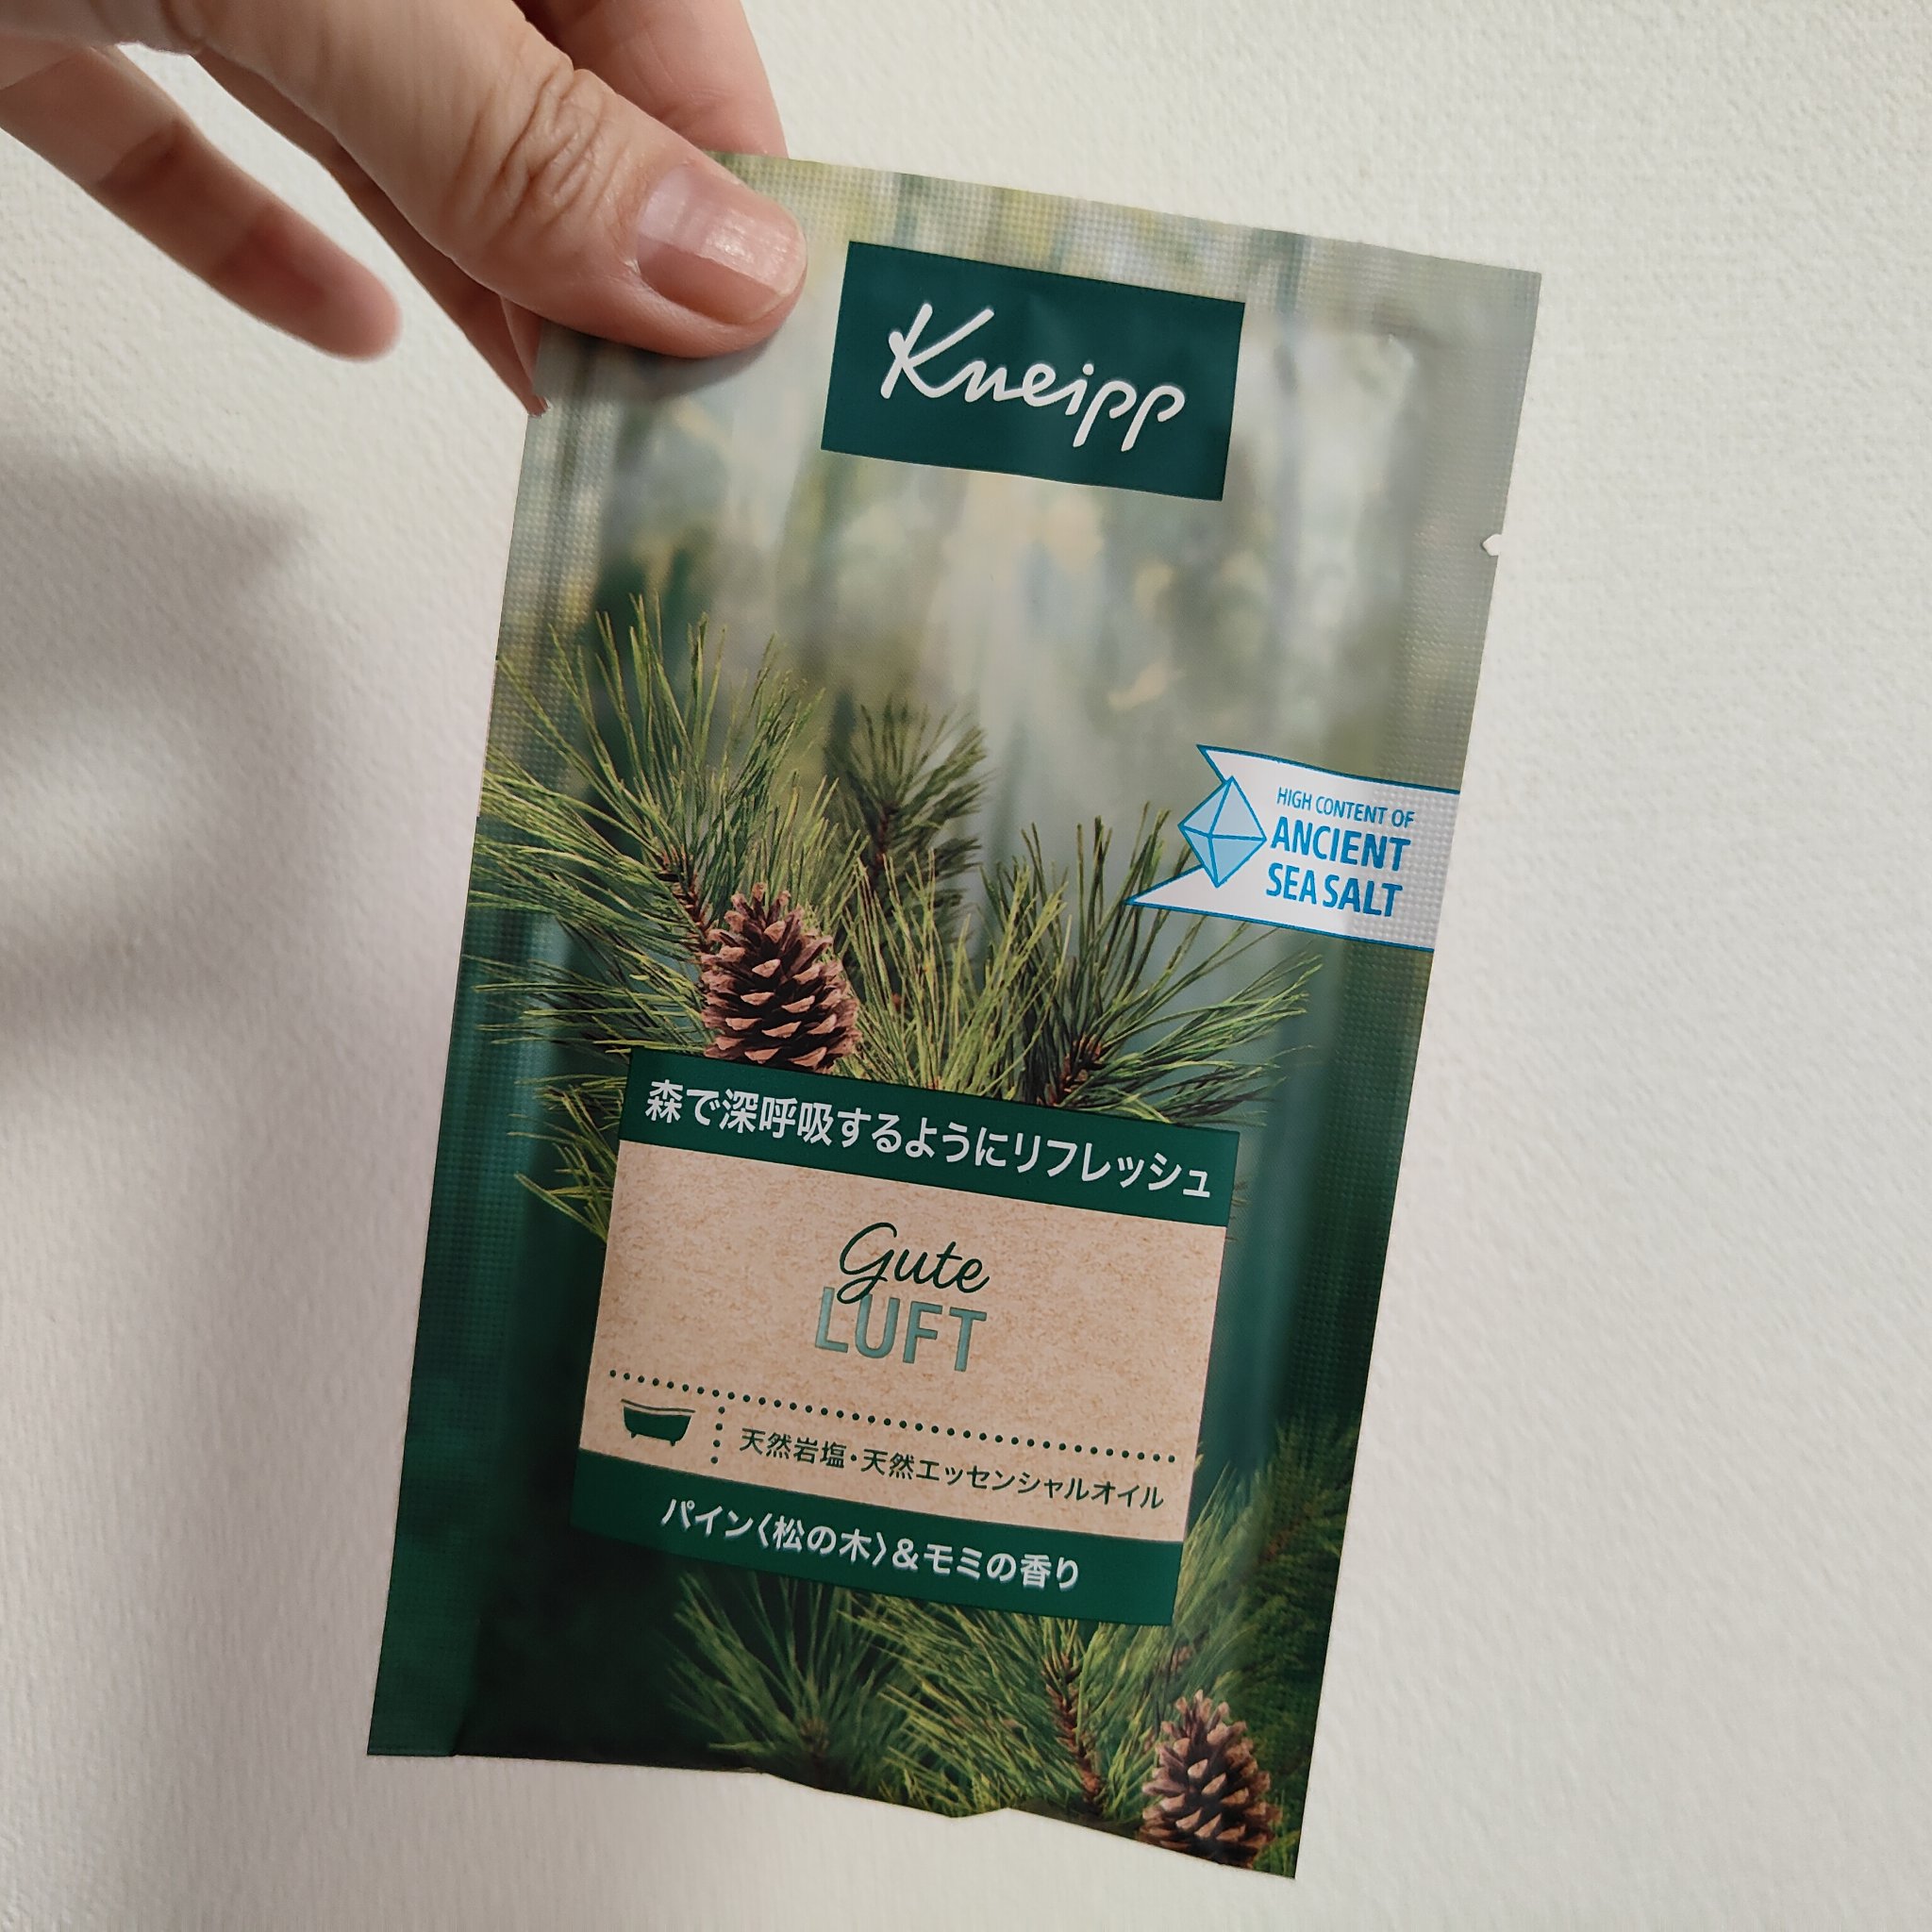 Kneipp
HIGH CONTENT OF
ANCIENT
SEA SALT
森で深呼吸するようにリフレッシュ
Gute
LUFT
天然岩塩・天然エッセンシャルオイル
パイン〈松の木〉&モミの香り